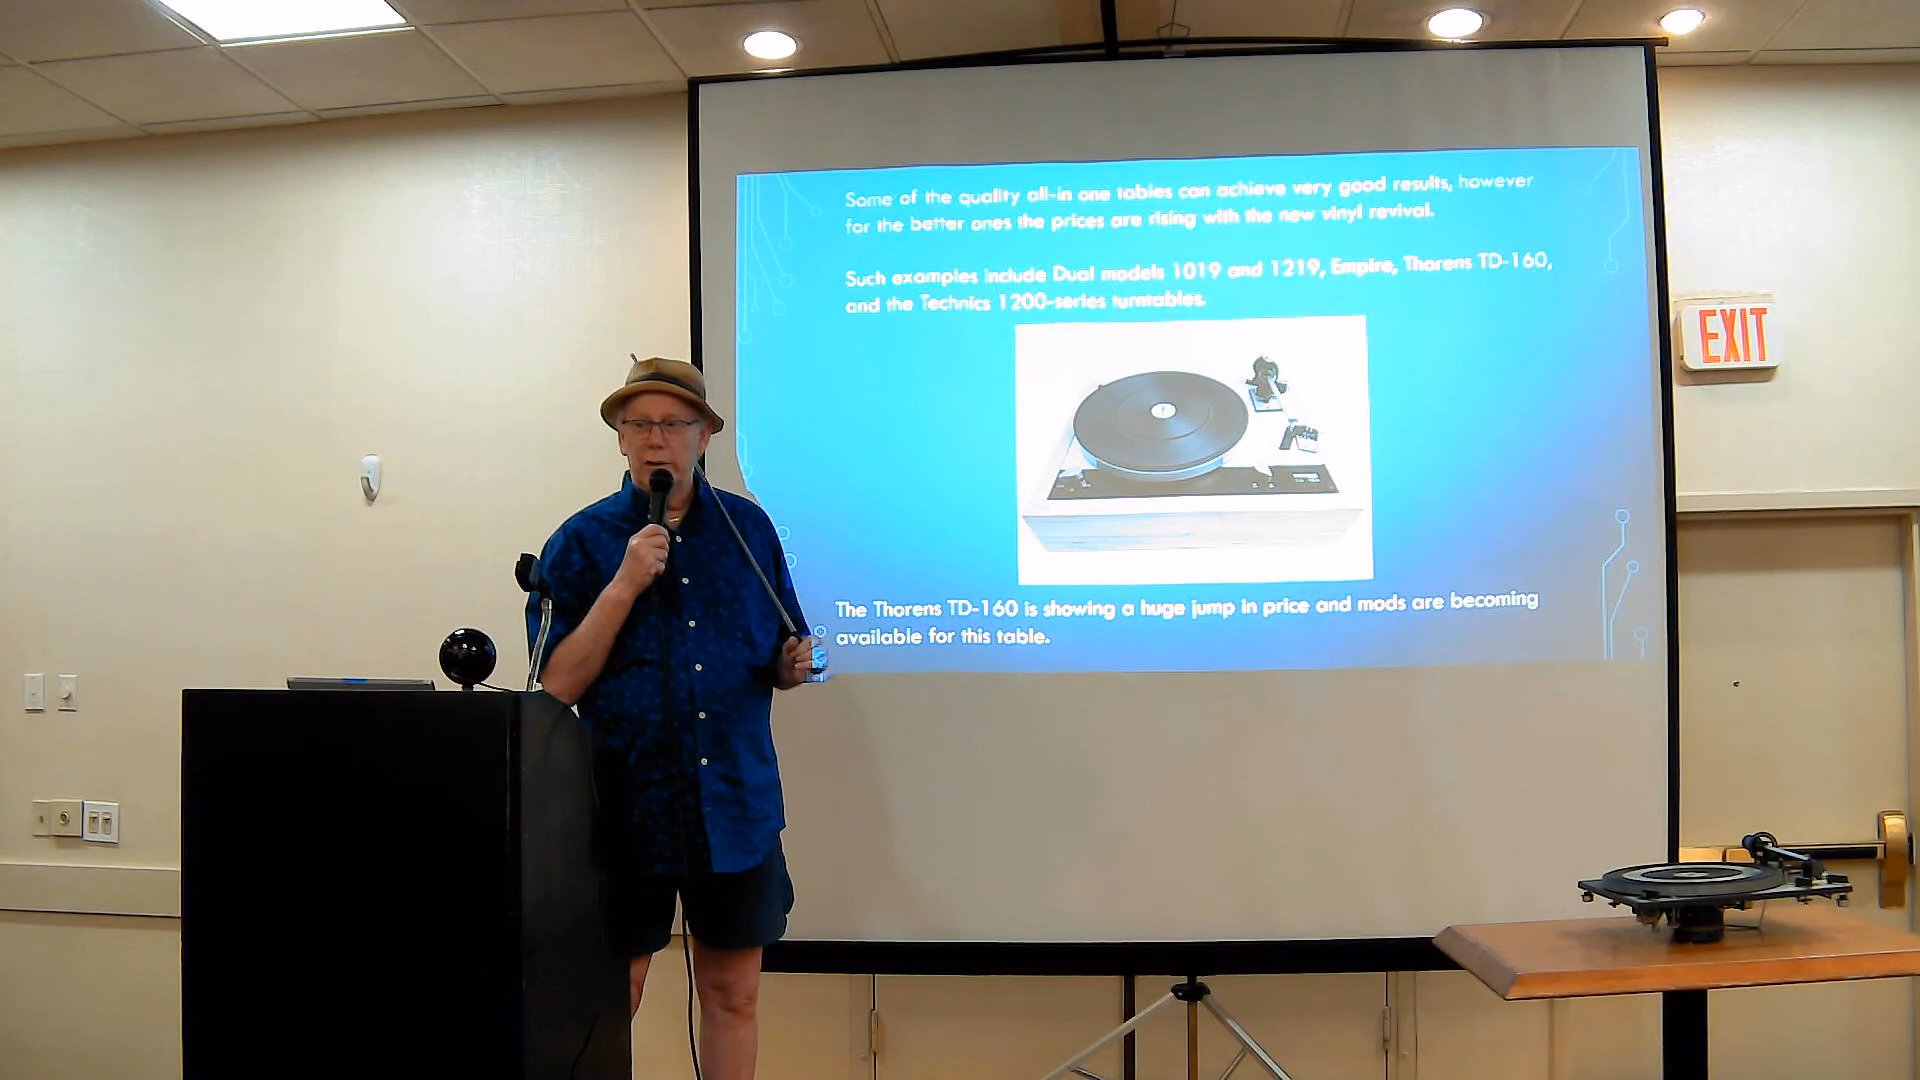 Some of the quality all-in one tables can achieve very good results, however
for the better ones the prices are rising with the new vinyl revival.
Such examples include Dual models 1019 and 1219, Empire, Thorens TD-160,
and the Technics 1200-series turntables.
EXIT
The Thorens TD-160 is showing a huge jump in price and mods are becoming
available for this table.